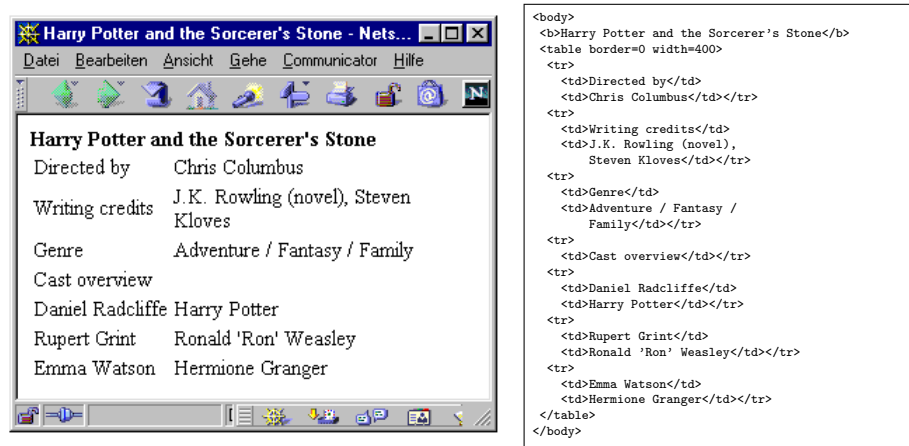 Harry Potter and the Sorcerer's Stone - Nets...
Datei Bearbeiten Ansicht Gehe Communicator Hilfe
N
Harry Potter and the Sorcerer's Stone
Directed by Chris Columbus
Writing credits J.K. Rowling (novel), Steven
Kloves
Genre Adventure / Fantasy / Family
Cast overview
Daniel Radcliffe Harry Potter
Rupert Grint Ronald 'Ron' Weasley
Emma Watson Hermione Granger
<body>
<b>Harry Potter and the Sorcerer's Stone</b>
<table border=0 width=400>
<tr>
<td>Directed by</td>
<td>Chris Columbus</td></tr>
<tr>
<td>Writing credits</td>
<td>J.K. Rowling (novel),
Steven Kloves</td></tr>
<tr>
<td>Genre</td>
<td>Adventure / Fantasy /
Family</td></tr>
<tr>
<td>Cast overview</td></tr>
<tr>
<td>Daniel Radcliffe</td>
<td>Harry Potter</td></tr>
<tr>
<td>Rupert Grint</td>
<td>Ronald 'Ron' Weasley</td></tr>
<tr>
<td>Emma Watson</td>
<td>Hermione Granger</td></tr>
</table>
</body>